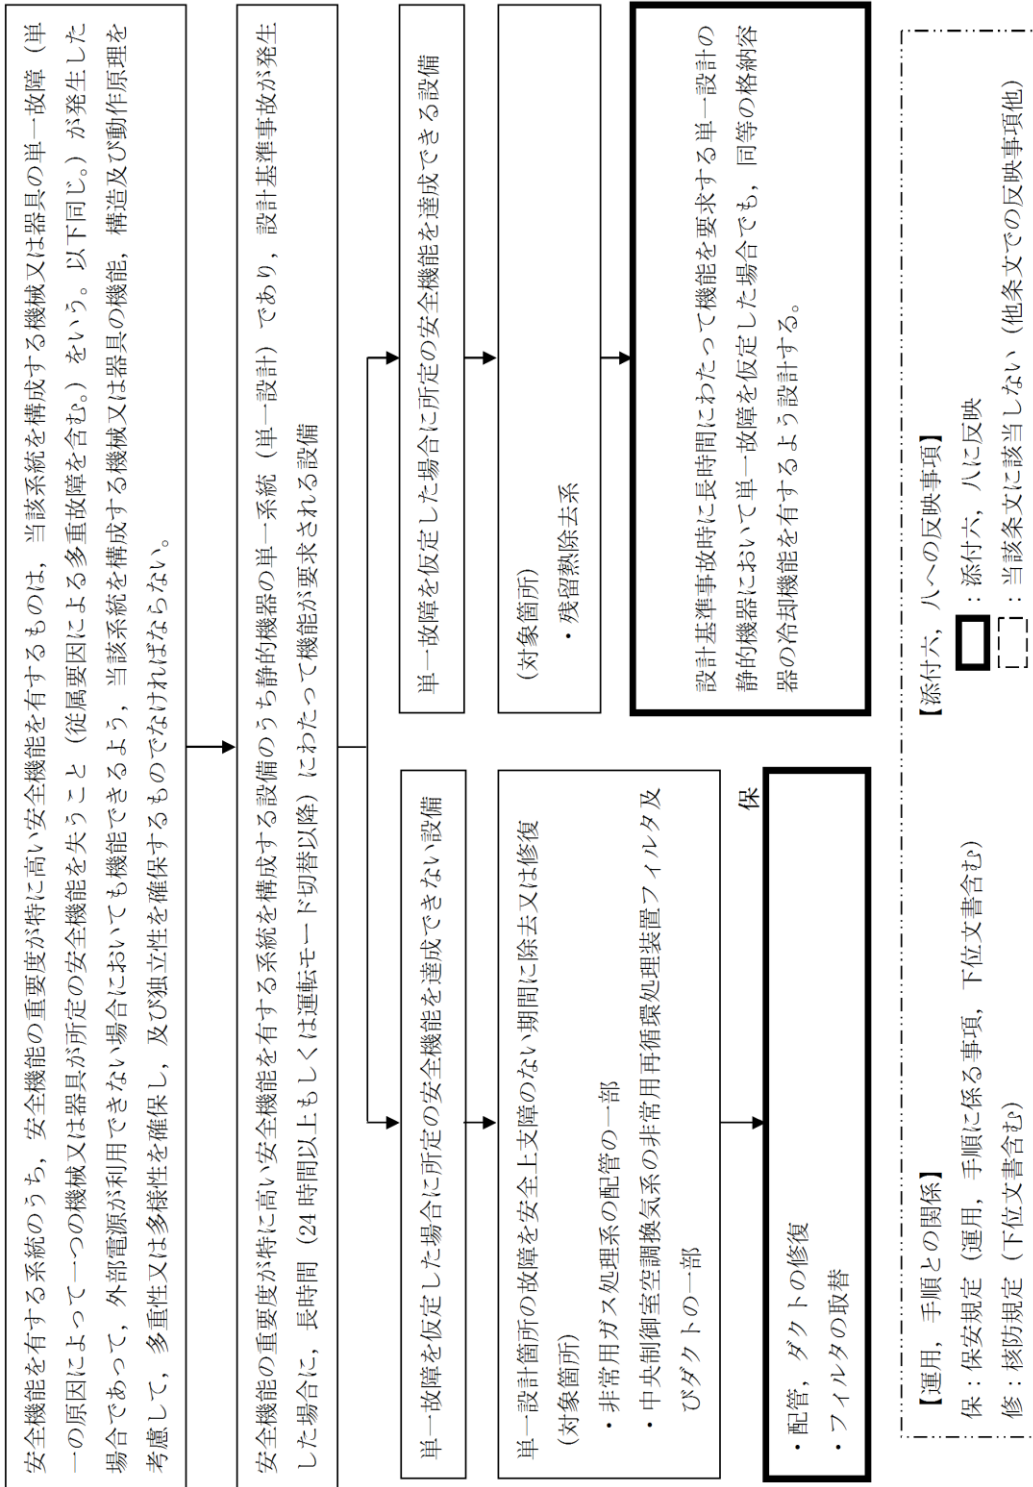 安全機能を有する系統のうち，安全機能の重要度が特に高い安全機能を有するものは，当該系統を構成する機械又は器具の単一故障（単
一の原因によって一つの機械又は器具が所定の安全機能を失うこと（従属要因による多重故障を含む。）をいう。以下同じ。）が発生した
場合であって，外部電源が利用できない場合においても機能できるよう，当該系統を構成する機械又は器具の機能，構造及び動作原理を
考慮して，多重性又は多様性を確保し，及び独立性を確保するものでなければならない。
安全機能の重要度が特に高い安全機能を有する系統を構成する設備のうち静的機器の単一系統（単一設計）であり，設計基準事故が発生
した場合に，長時間（24時間以上もしくは運転モード切替以降）にわたって機能が要求される設備
単一故障を仮定した場合に所定の安全機能を達成できない設備
単一設計箇所の故障を安全上支障のない期間に除去又は修復
(対象箇所)
・非常用ガス処理系の配管の一部
・中央制御室空調換気系の非常用再循環処理装置フィルタ及
びダクトの一部
保
・配管，ダクトの修復
・フィルタの取替
単一故障を仮定した場合に所定の安全機能を達成できる設備
(対象箇所)
・残留熱除去系
設計基準事故時に長時間にわたって機能を要求する単一設計の
静的機器において単一故障を仮定した場合でも，同等の格納容
器の冷却機能を有するよう設計する。
【運用，手順との関係】
保：保安規定（運用，手順に係る事項，下位文書含む）
修：核防規定（下位文書含む）
【添付六，八への反映事項】
：添付六，八に反映
：当該条文に該当しない（他条文での反映事項他）